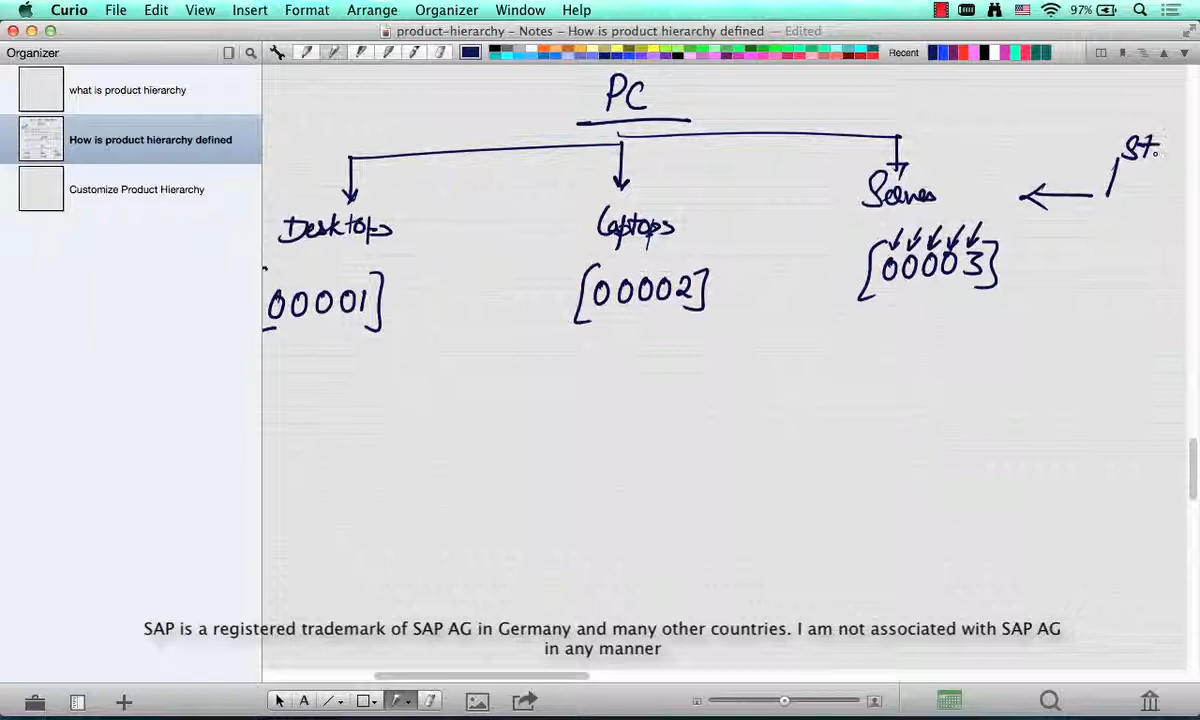 Curio File Edit View Insert Format Arrange Organizer Window Help 97%
product-hierarchy – Notes – How is product hierarchy defined — Edited
Organizer Recent
what is product hierarchy
How is product hierarchy defined
Customize Product Hierarchy
PC
St
Desktops Laptops
[00001] [00002] [00003]
SAP is a registered trademark of SAP AG in Germany and many other countries. I am not associated with SAP AG
in any manner
A